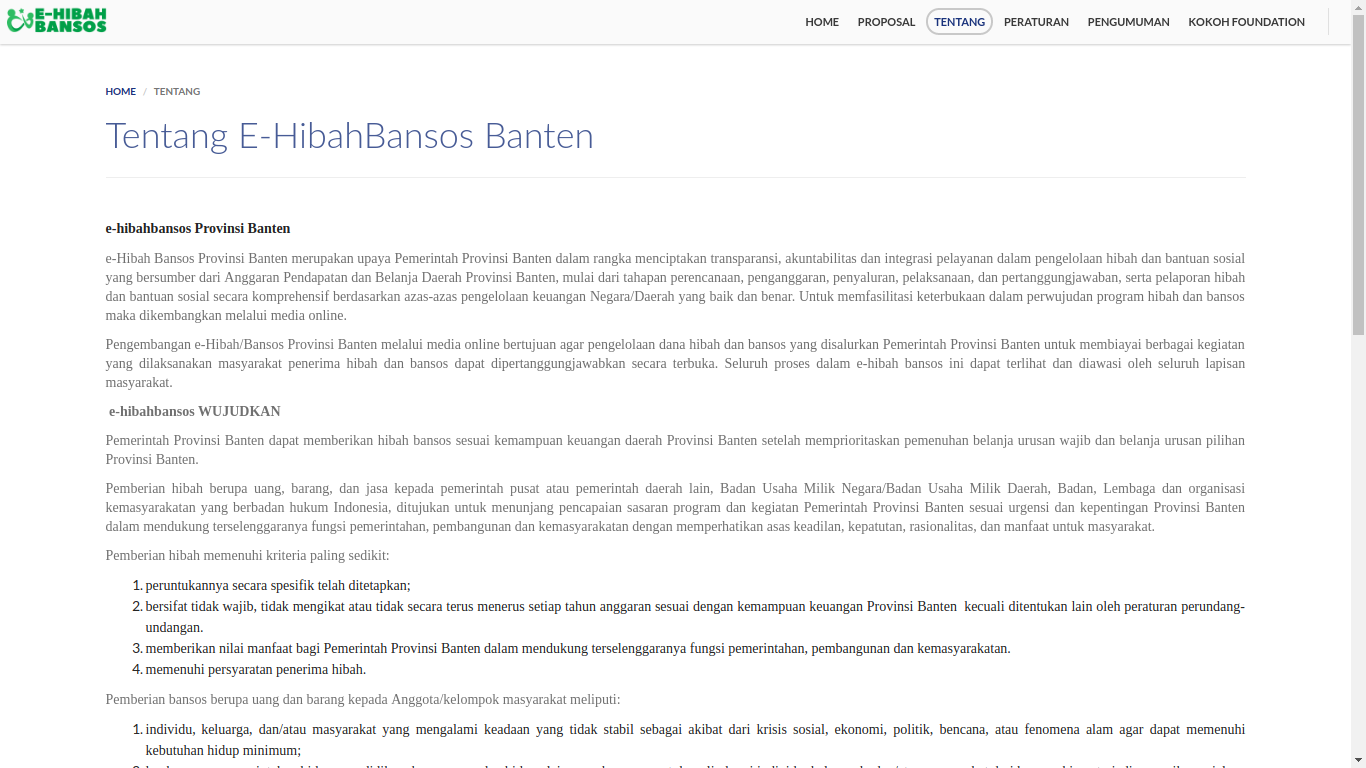 E-HIBAH
BANSOS
HOME PROPOSAL TENTANG PERATURAN PENGUMUMAN KOKOH FOUNDATION
HOME / TENTANG
Tentang E-HibahBansos Banten
e-hibahbansos Provinsi Banten
e-Hibah Bansos Provinsi Banten merupakan upaya Pemerintah Provinsi Banten dalam rangka menciptakan transparansi, akuntabilitas dan integrasi pelayanan dalam pengelolaan hibah dan bantuan sosial
yang bersumber dari Anggaran Pendapatan dan Belanja Daerah Provinsi Banten, mulai dari tahapan perencanaan, penganggaran, penyaluran, pelaksanaan, dan pertanggungjawaban, serta pelaporan hibah
dan bantuan sosial secara komprehensif berdasarkan azas-azas pengelolaan keuangan Negara/Daerah yang baik dan benar. Untuk memfasilitasi keterbukaan dalam perwujudan program hibah dan bansos
maka dikembangkan melalui media online.
Pengembangan e-Hibah/Bansos Provinsi Banten melalui media online bertujuan agar pengelolaan dana hibah dan bansos yang disalurkan Pemerintah Provinsi Banten untuk membiayai berbagai kegiatan
yang dilaksanakan masyarakat penerima hibah dan bansos dapat dipertanggungjawabkan secara terbuka. Seluruh proses dalam e-hibah bansos ini dapat terlihat dan diawasi oleh seluruh lapisan
masyarakat.
e-hibahbansos WUJUDKAN
Pemerintah Provinsi Banten dapat memberikan hibah bansos sesuai kemampuan keuangan daerah Provinsi Banten setelah memprioritaskan pemenuhan belanja urusan wajib dan belanja urusan pilihan
Provinsi Banten.
Pemberian hibah berupa uang, barang, dan jasa kepada pemerintah pusat atau pemerintah daerah lain, Badan Usaha Milik Negara/Badan Usaha Milik Daerah, Badan, Lembaga dan organisasi
kemasyarakatan yang berbadan hukum Indonesia, ditujukan untuk menunjang pencapaian sasaran program dan kegiatan Pemerintah Provinsi Banten sesuai urgensi dan kepentingan Provinsi Banten
dalam mendukung terselenggaranya fungsi pemerintahan, pembangunan dan kemasyarakatan dengan memperhatikan asas keadilan, kepatutan, rasionalitas, dan manfaat untuk masyarakat.
Pemberian hibah memenuhi kriteria paling sedikit:
1. peruntukannya secara spesifik telah ditetapkan;
2. bersifat tidak wajib, tidak mengikat atau tidak secara terus menerus setiap tahun anggaran sesuai dengan kemampuan keuangan Provinsi Banten  kecuali ditentukan lain oleh peraturan perundang-
undangan.
3. memberikan nilai manfaat bagi Pemerintah Provinsi Banten dalam mendukung terselenggaranya fungsi pemerintahan, pembangunan dan kemasyarakatan.
4. memenuhi persyaratan penerima hibah.
Pemberian bansos berupa uang dan barang kepada Anggota/kelompok masyarakat meliputi:
1. individu, keluarga, dan/atau masyarakat yang mengalami keadaan yang tidak stabil sebagai akibat dari krisis sosial, ekonomi, politik, bencana, atau fenomena alam agar dapat memenuhi
kebutuhan hidup minimum;